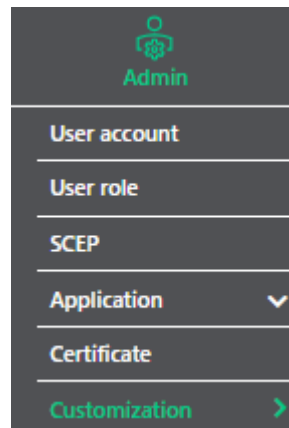 Admin
User account
User role
SCEP
Application
Certificate
Customization